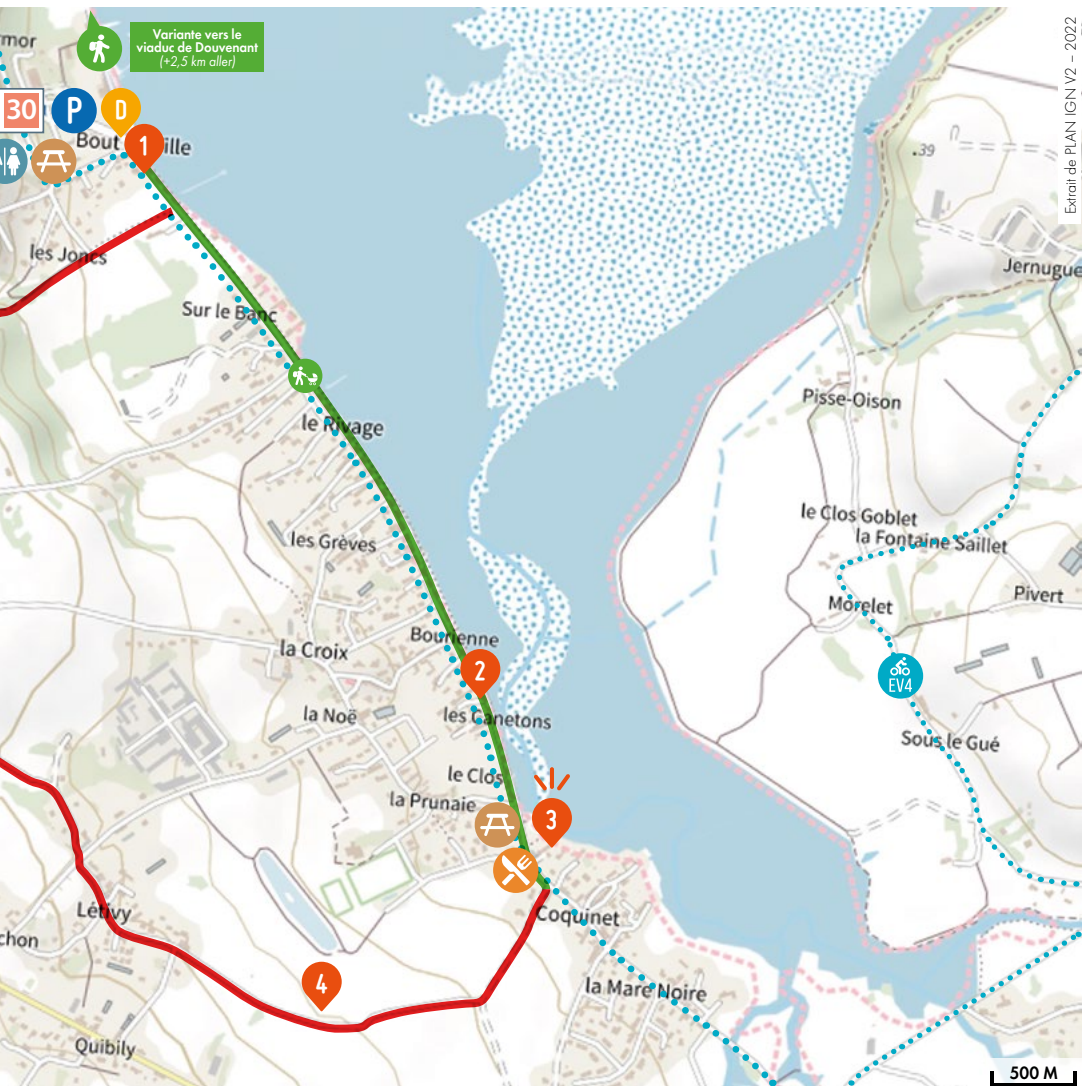 Variante vers le
viaduc de Douvenant
(+2,5 km aller)
mor
30
P
D
1
Bout
ille
.39
Extrait de PLAN IGN V2 - 2022
les Joncs
Jernugue
Sur le Banc
Pisse-Oison
le Rivage
le Clos Goblet
la Fontaine Saillet
les Grèves
Pivert
Morelet
Bourienne
la Croix
2
EV4
la Noë
les Canetons
Sous le Gué
le Clos
la Prunaie
3
Létivy
Coquinet
chon
4
la Mare Noire
Quibily
500 M